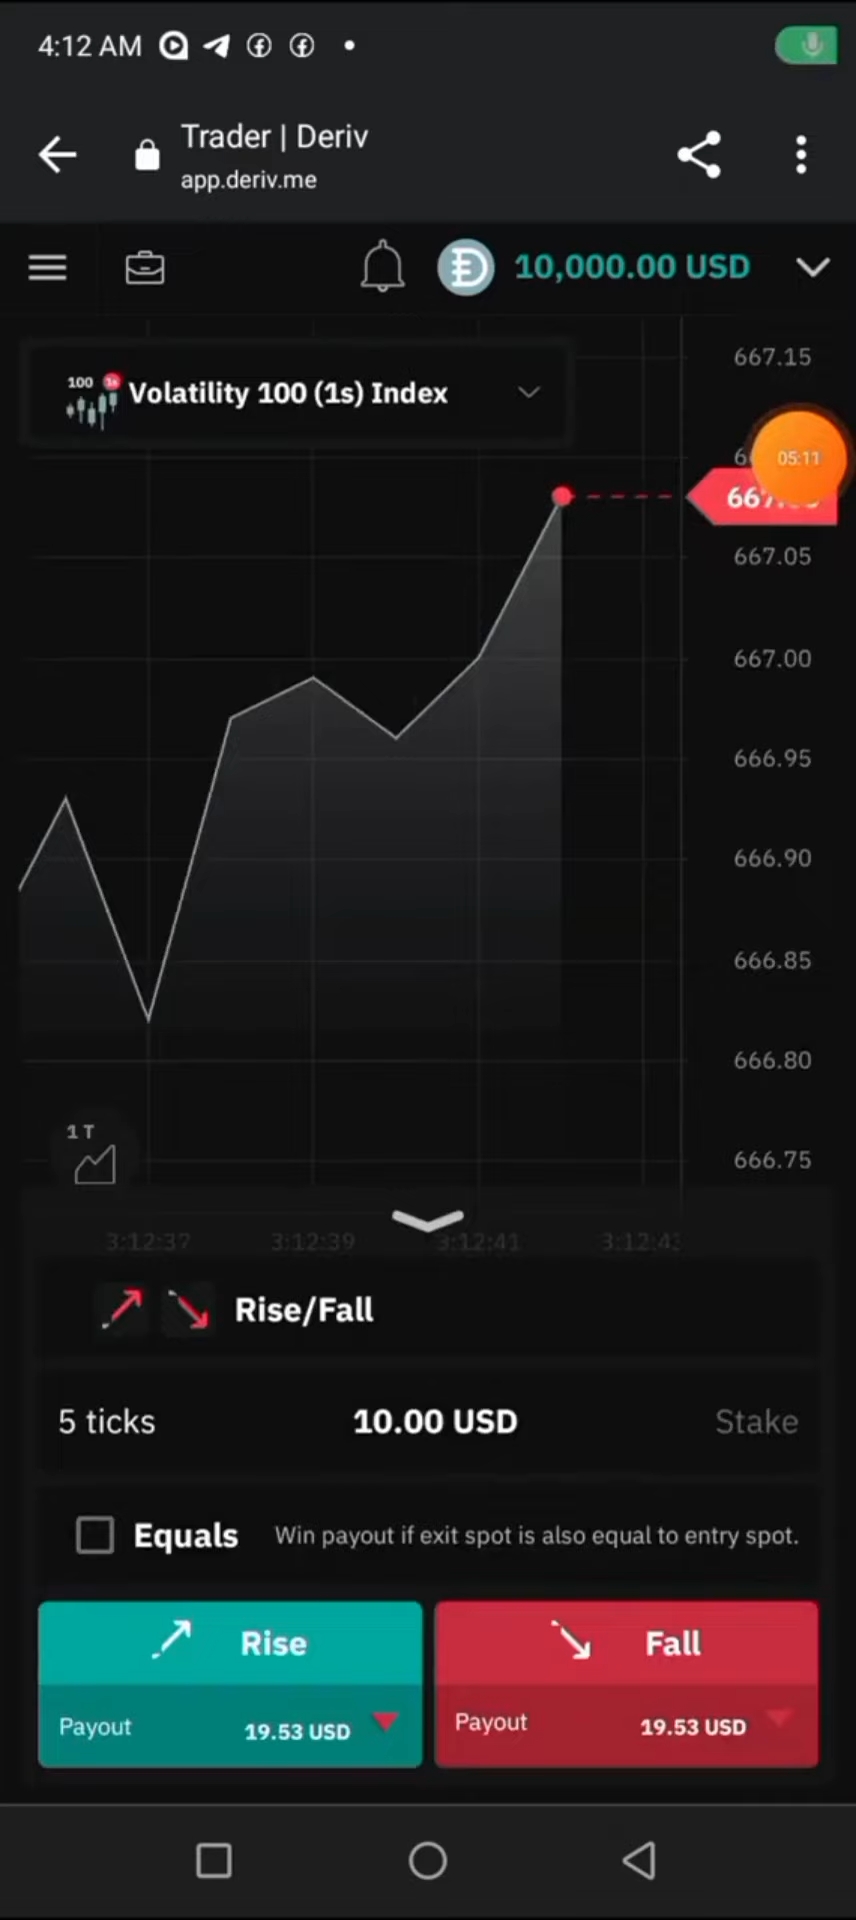 4:12 AM
Trader | Deriv
app.deriv.me
10,000.00 USD
100 1s Volatility 100 (1s) Index
667.15
05:11
667.05
667.00
666.95
666.90
666.85
666.80
666.75
1 T
3:12:37 3:12:39 3:12:41
Rise/Fall
5 ticks 10.00 USD Stake
Equals Win payout if exit spot is also equal to entry spot.
Rise Fall
Payout 19.53 USD Payout 19.53 USD